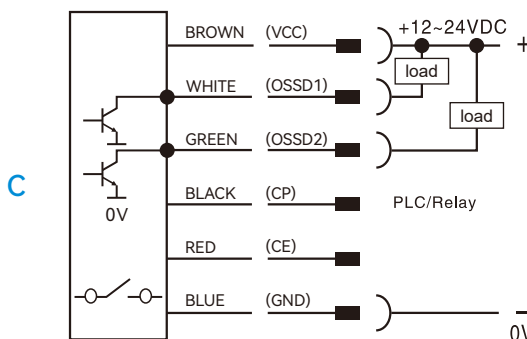 +12~24VDC
BROWN (VCC) +
load
WHITE (OSSD1)
load
GREEN (OSSD2)
C
BLACK (CP) PLC/Relay
0V
RED (CE)
BLUE (GND) −
0V